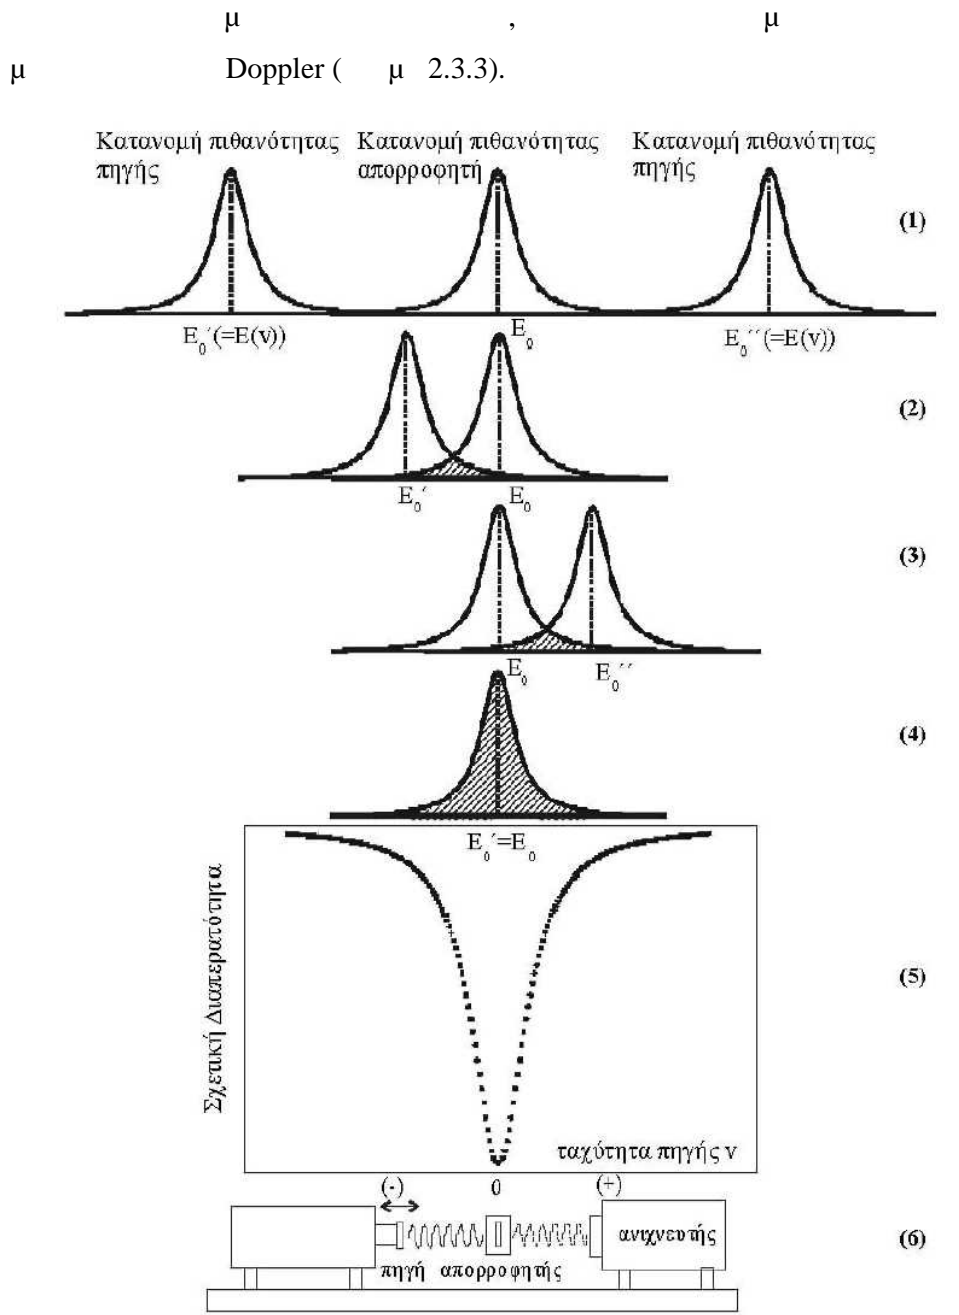 μ , μ
μ Doppler ( μ 2.3.3).
Κατανομή πιθανότητας πηγής
Κατανομή πιθανότητας απορροφητή
Κατανομή πιθανότητας πηγής
(1)
E₀´(=E(v))
E₀
E₀´´(=E(v))
(2)
E₀´
E₀
(3)
E₀
E₀´´
(4)
E₀´=E₀
Σχετική Διαπερατότητα
(5)
ταχύτητα πηγής v
(-)
0
(+)
ανιχνευτής
(6)
πηγή απορροφητής